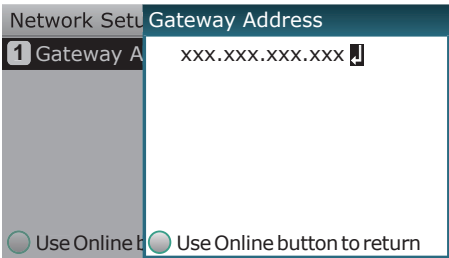 Network Setu
1 Gateway A
Use Online b
Gateway Address
xxx.xxx.xxx.xxx
Use Online button to return